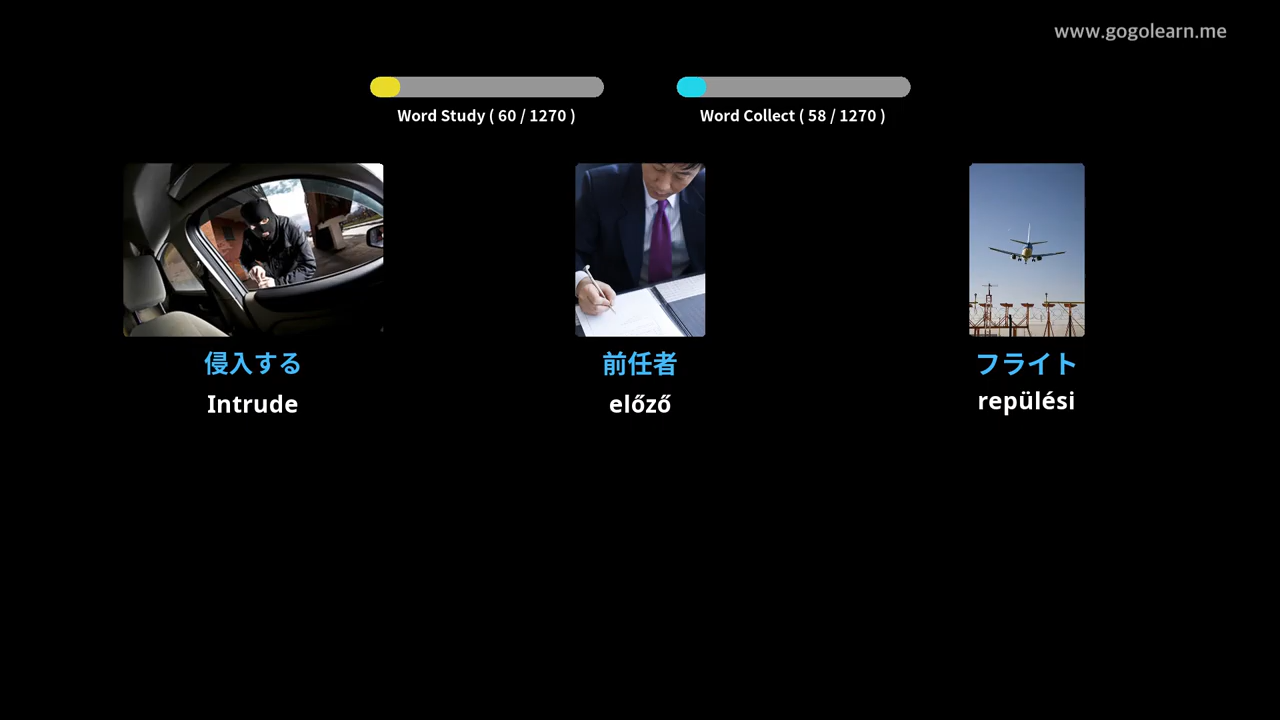 www.gogolearn.me
Word Study ( 60 / 1270 )
Word Collect ( 58 / 1270 )
侵入する
前任者
フライト
Intrude
előző
repülési